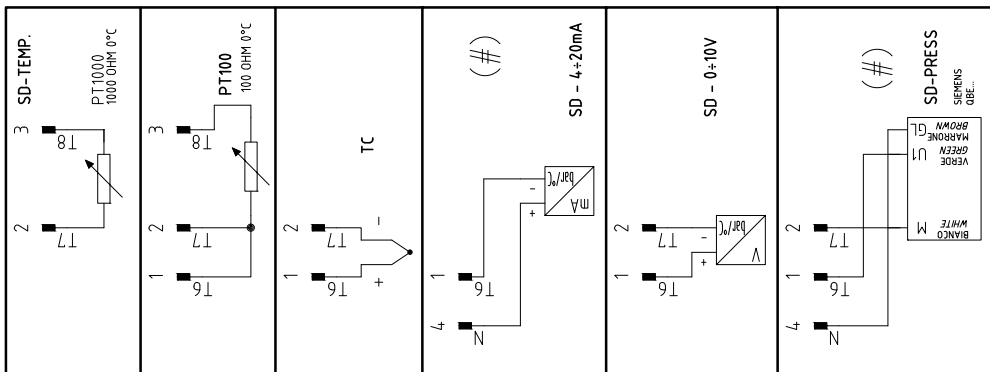 SD-TEMP.
PT1000
1000 OHM 0°C
3
T8
2
T7
PT100
100 OHM 0°C
3
T8
2
T7
1
T6
TC
2
T7
-
1
T6
+
(#)
SD - 4÷20mA
1
T6
4
N
-
+
bar/°C
mA
SD - 0÷10V
2
T7
1
T6
-
+
bar/°C
V
(#)
SD-PRESS
SIEMENS
QBE...
2
T7
1
T6
4
N
GL
MARRONE
BROWN
U1
VERDE
GREEN
M
BIANCO
WHITE